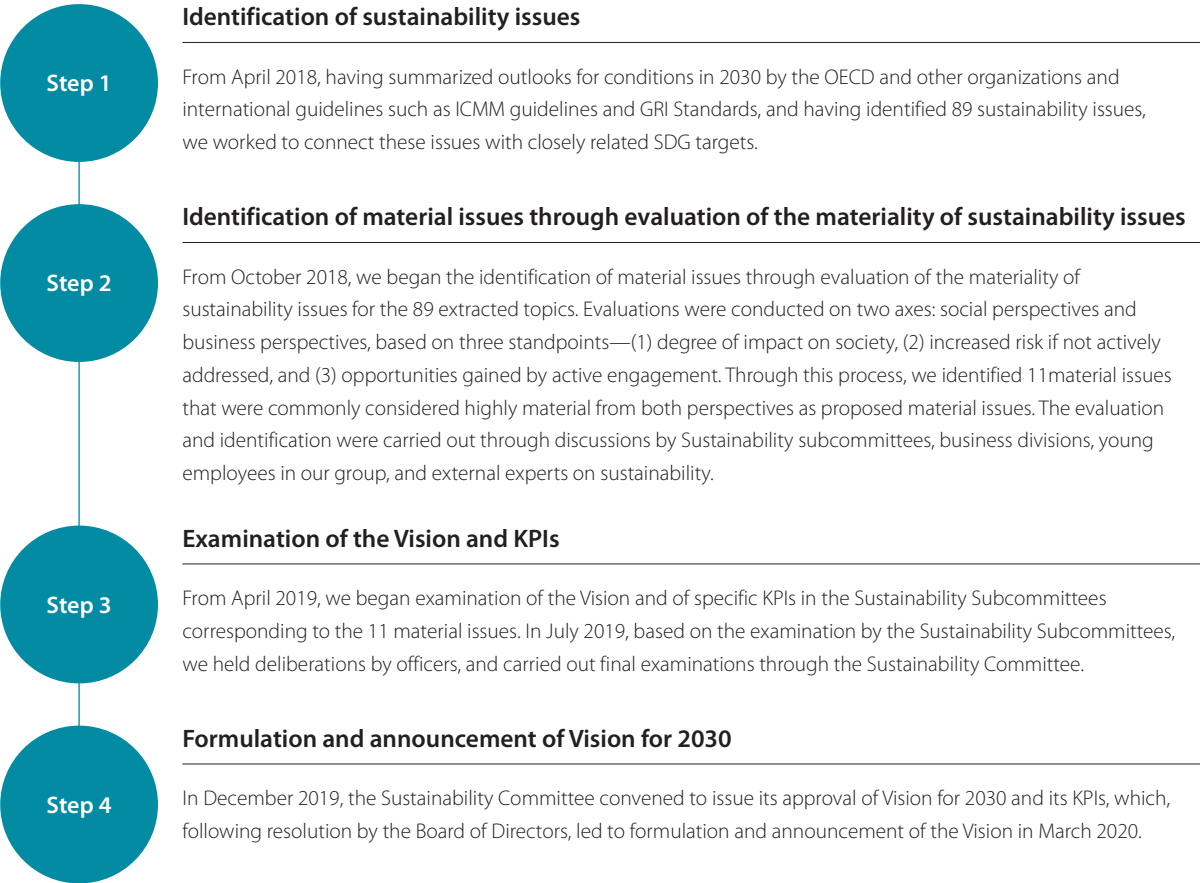 Step 1
Identification of sustainability issues
From April 2018, having summarized outlooks for conditions in 2030 by the OECD and other organizations and
international guidelines such as ICMM guidelines and GRI Standards, and having identified 89 sustainability issues,
we worked to connect these issues with closely related SDG targets.
Step 2
Identification of material issues through evaluation of the materiality of sustainability issues
From October 2018, we began the identification of material issues through evaluation of the materiality of
sustainability issues for the 89 extracted topics. Evaluations were conducted on two axes: social perspectives and
business perspectives, based on three standpoints—(1) degree of impact on society, (2) increased risk if not actively
addressed, and (3) opportunities gained by active engagement. Through this process, we identified 11material issues
that were commonly considered highly material from both perspectives as proposed material issues. The evaluation
and identification were carried out through discussions by Sustainability subcommittees, business divisions, young
employees in our group, and external experts on sustainability.
Step 3
Examination of the Vision and KPIs
From April 2019, we began examination of the Vision and of specific KPIs in the Sustainability Subcommittees
corresponding to the 11 material issues. In July 2019, based on the examination by the Sustainability Subcommittees,
we held deliberations by officers, and carried out final examinations through the Sustainability Committee.
Step 4
Formulation and announcement of Vision for 2030
In December 2019, the Sustainability Committee convened to issue its approval of Vision for 2030 and its KPIs, which,
following resolution by the Board of Directors, led to formulation and announcement of the Vision in March 2020.